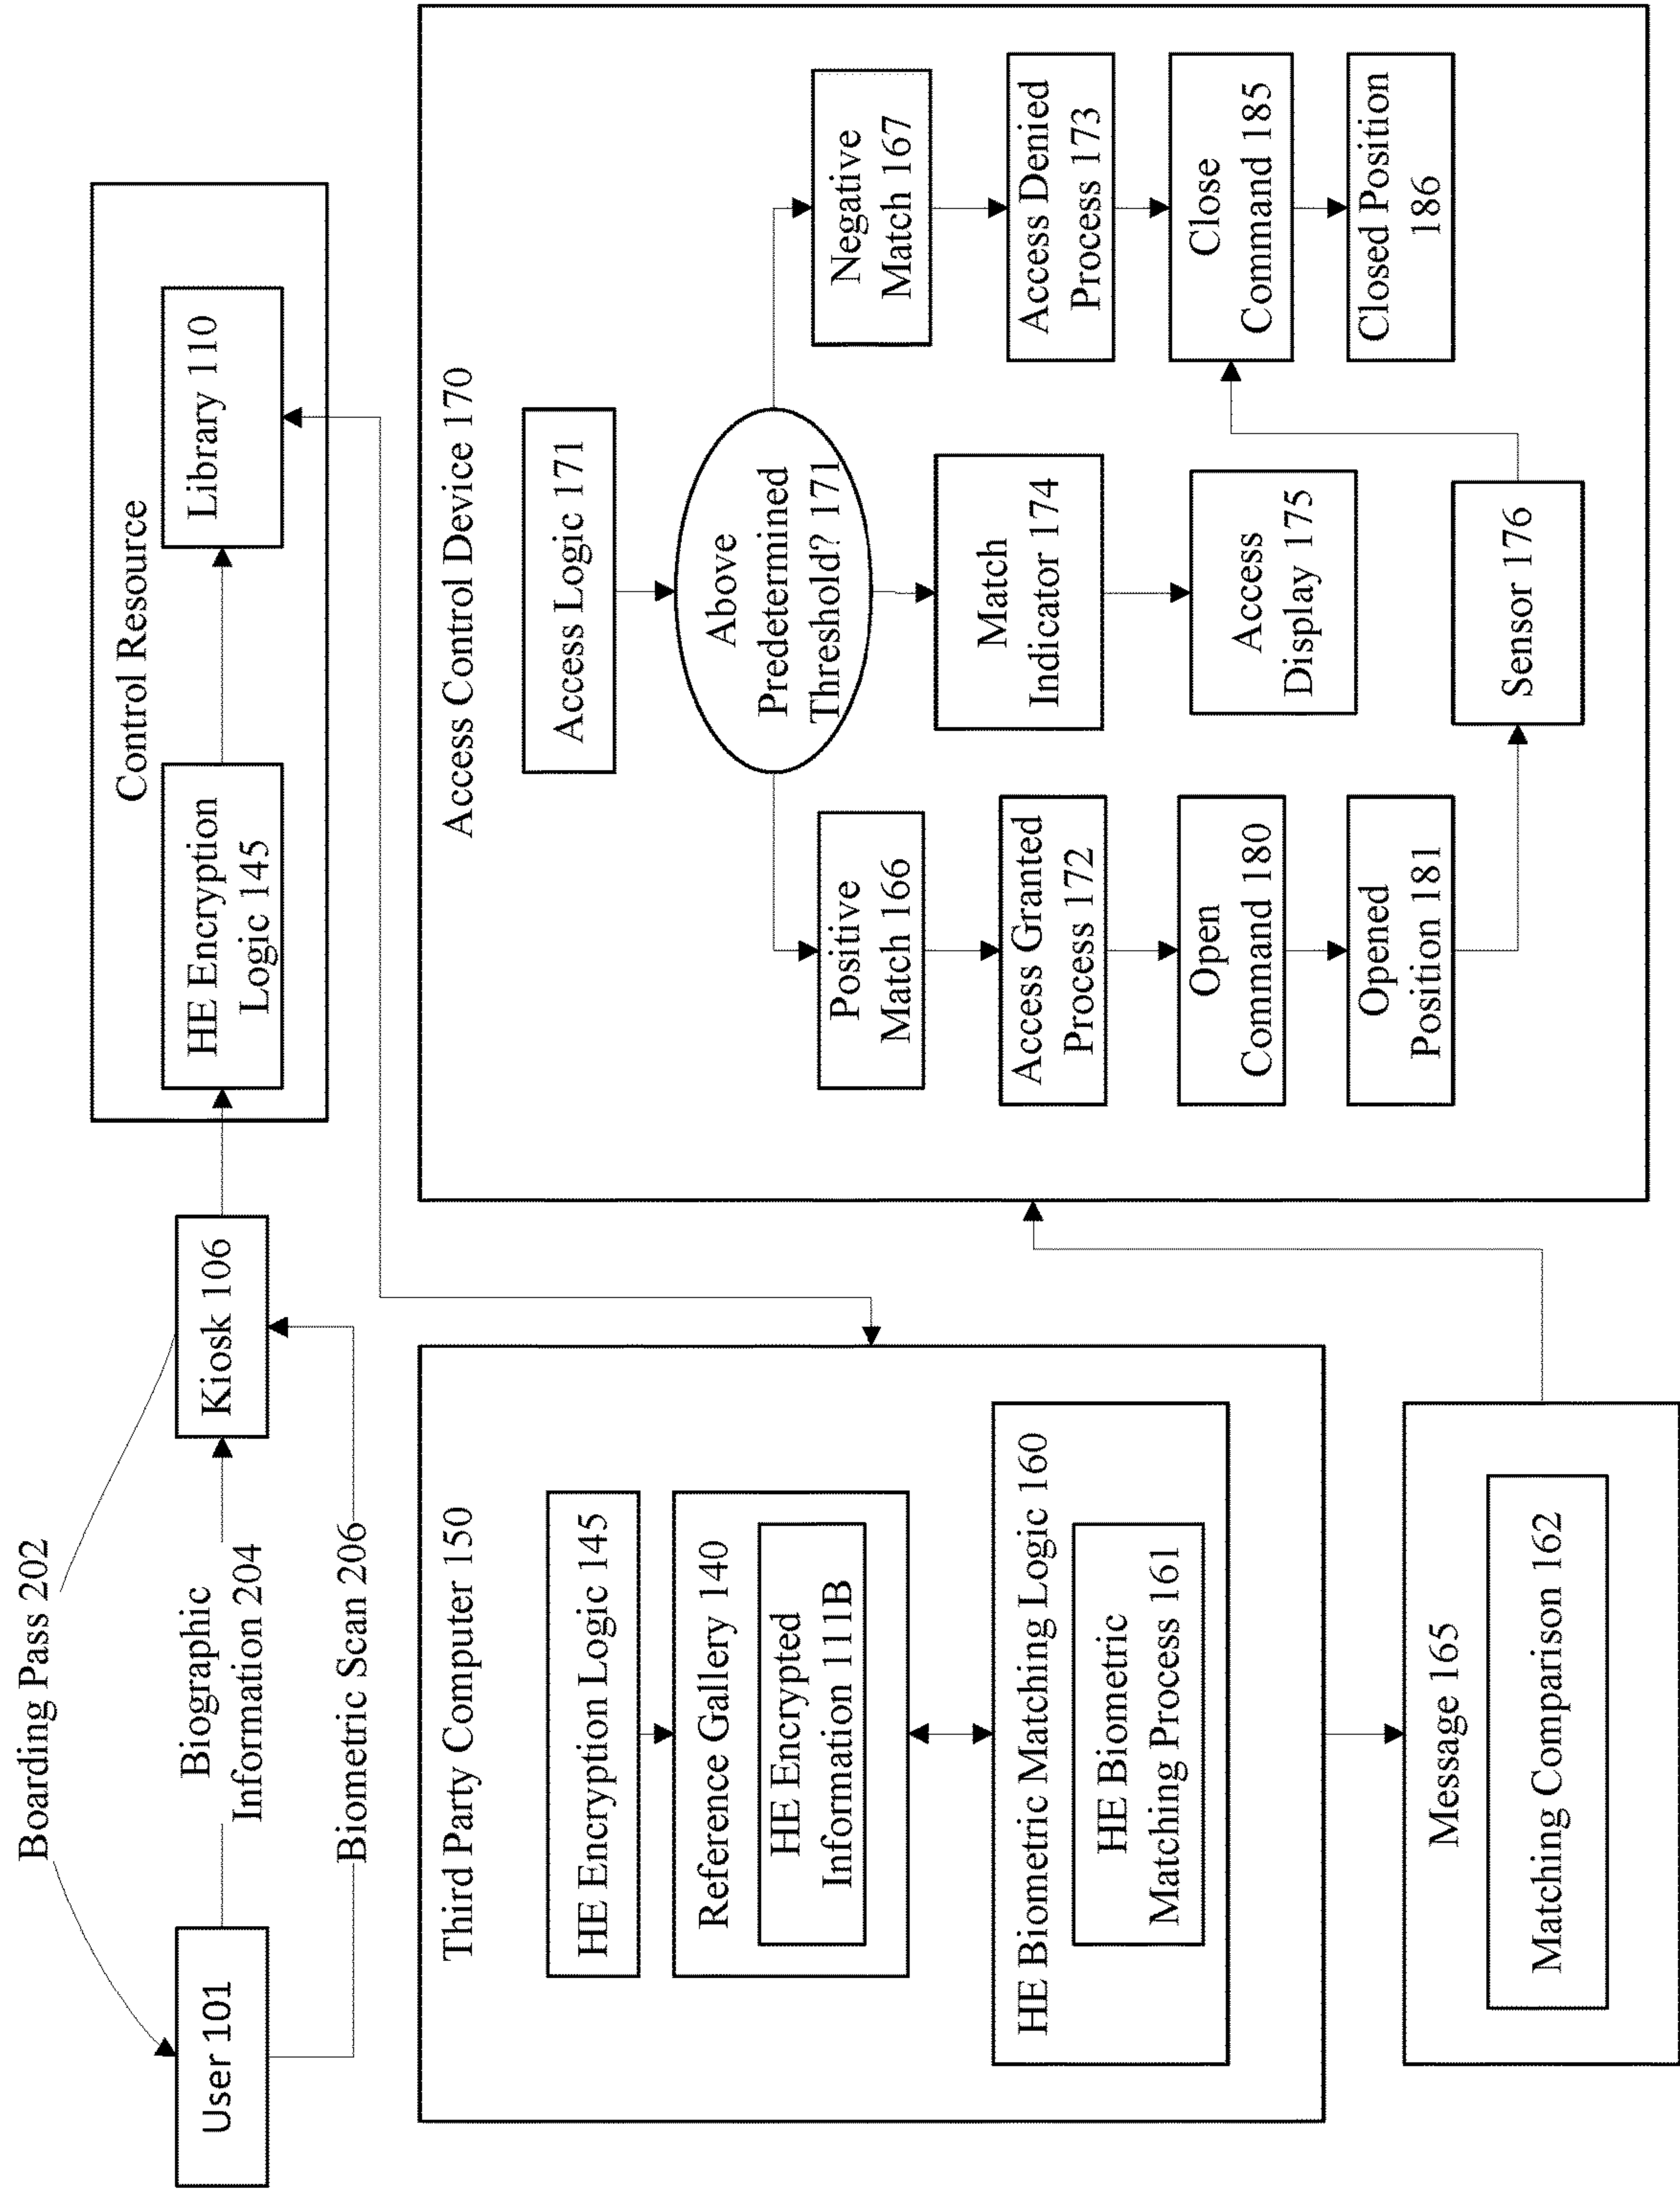 Boarding Pass 202
User 101
Biographic
Information 204
Biometric Scan 206
Kiosk 106
Control Resource
HE Encryption
Logic 145
Library 110
Third Party Computer 150
HE Encryption Logic 145
Reference Gallery 140
HE Encrypted
Information 111B
HE Biometric Matching Logic 160
HE Biometric
Matching Process 161
Message 165
Matching Comparison 162
Access Control Device 170
Access Logic 171
Above
Predetermined
Threshold? 171
Positive
Match 166
Access Granted
Process 172
Open
Command 180
Opened
Position 181
Match
Indicator 174
Access
Display 175
Sensor 176
Negative
Match 167
Access Denied
Process 173
Close
Command 185
Closed Position
186